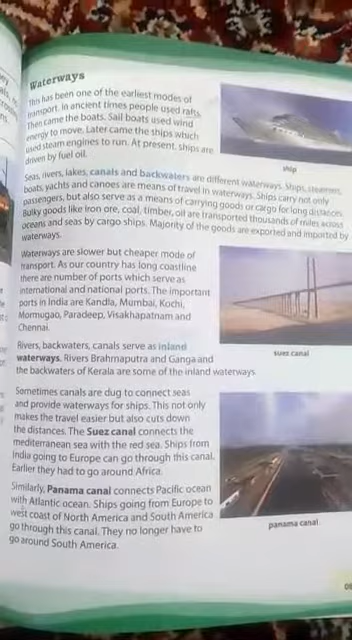 Waterways
This has been one of the earliest modes of
transport. In ancient times people used rafts.
Then came the boats. Sail boats used wind
energy to move. Later came the ships which
used steam engines to run. At present, ships are
driven by fuel oil.
ship
Seas, rivers, lakes, canals and backwaters are different waterways. Ships, steamers,
boats, yachts and canoes are means of travel in waterways. Ships carry not only
passengers, but also serve as a means of carrying goods or cargo for long distances.
Bulky goods like iron ore, coal, timber, oil are transported thousands of miles across
oceans and seas by cargo ships. Majority of the goods are exported and imported by
waterways.
Waterways are slower but cheaper mode of
transport. As our country has long coastline
there are number of ports which serve as
international and national ports. The important
ports in India are Kandla, Mumbai, Kochi,
Mormugao, Paradeep, Visakhapatnam and
Chennai.
suez canal
Rivers, backwaters, canals serve as inland
waterways. Rivers Brahmaputra and Ganga and
the backwaters of Kerala are some of the inland waterways.
Sometimes canals are dug to connect seas
and provide waterways for ships. This not only
makes the travel easier but also cuts down
the distances. The Suez canal connects the
mediterranean sea with the red sea. Ships from
India going to Europe can go through this canal.
Earlier they had to go around Africa.
Similarly, Panama canal connects Pacific ocean
with Atlantic ocean. Ships going from Europe to
west coast of North America and South America
go through this canal. They no longer have to
go around South America.
panama canal